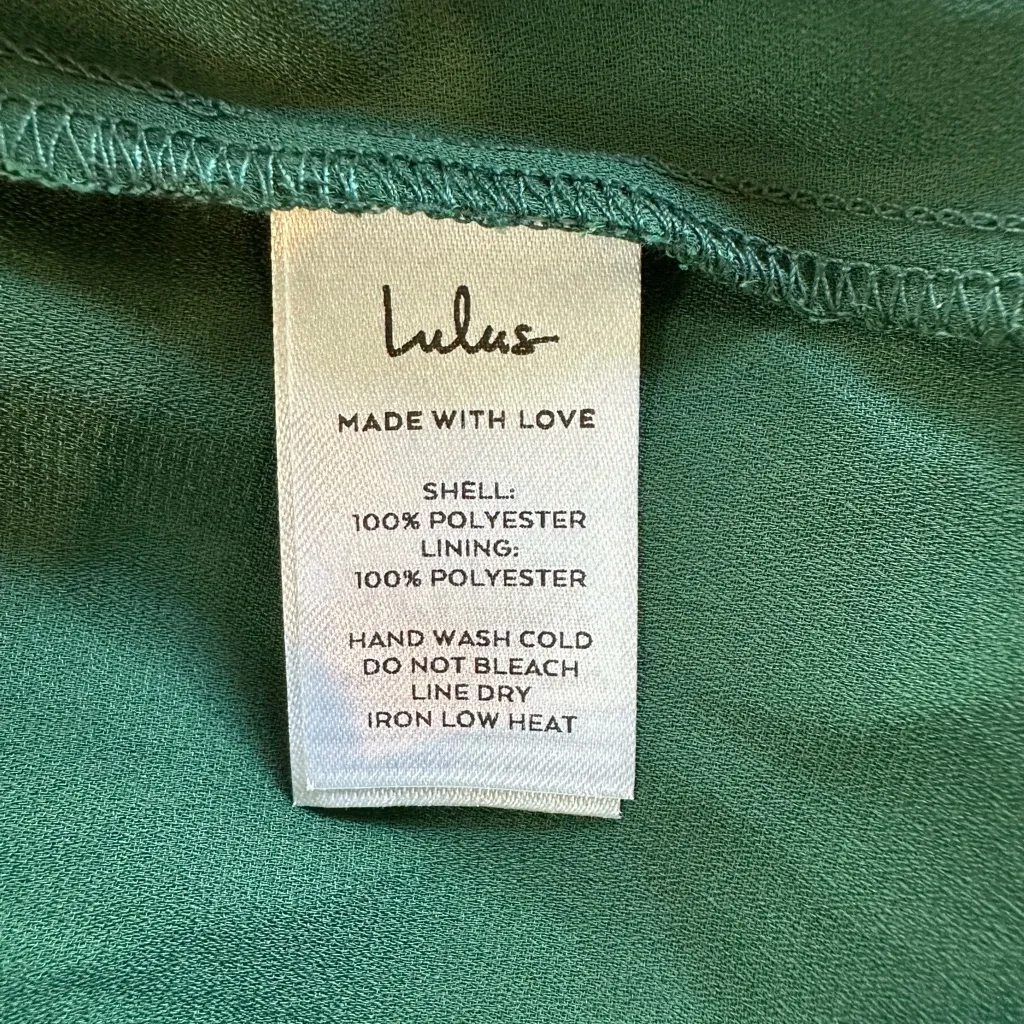 Lulus
MADE WITH LOVE
SHELL:
100% POLYESTER
LINING:
100% POLYESTER
HAND WASH COLD
DO NOT BLEACH
LINE DRY
IRON LOW HEAT